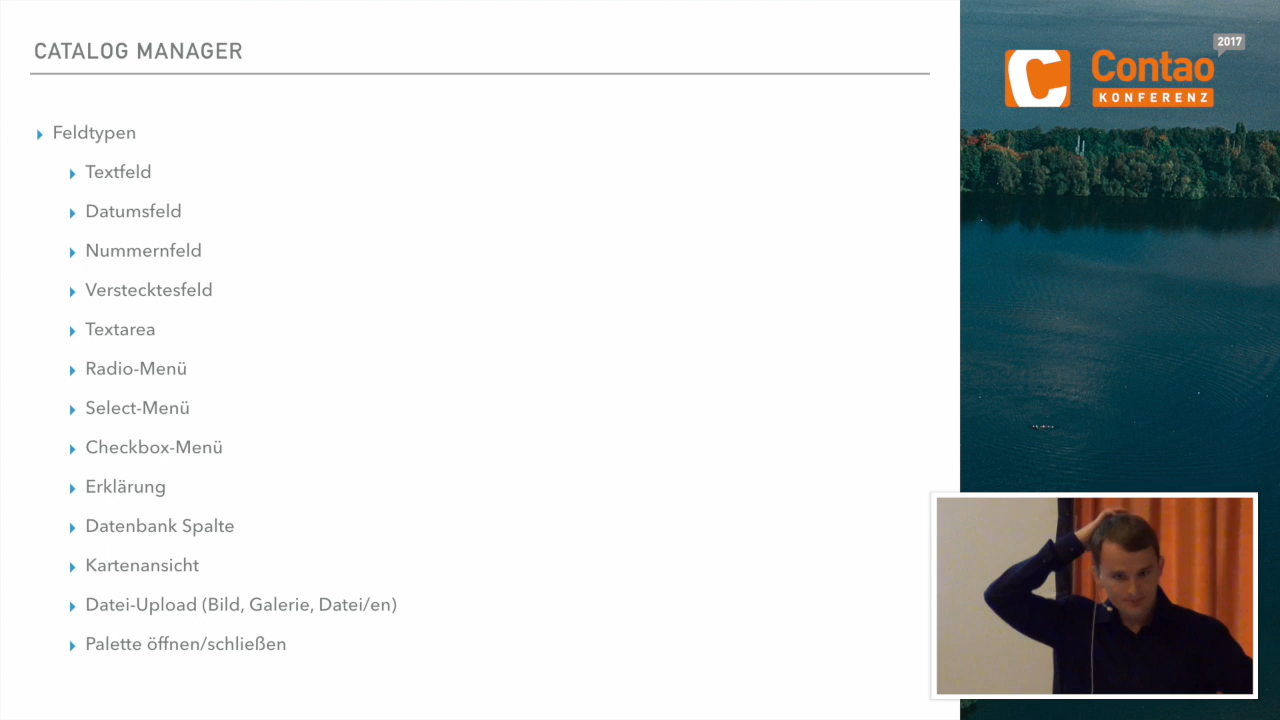 CATALOG MANAGER
Feldtypen
Textfeld
Datumsfeld
Nummernfeld
Verstecktesfeld
Textarea
Radio-Menü
Select-Menü
Checkbox-Menü
Erklärung
Datenbank Spalte
Kartenansicht
Datei-Upload (Bild, Galerie, Datei/en)
Palette öffnen/schließen
2017
Contao
KONFERENZ